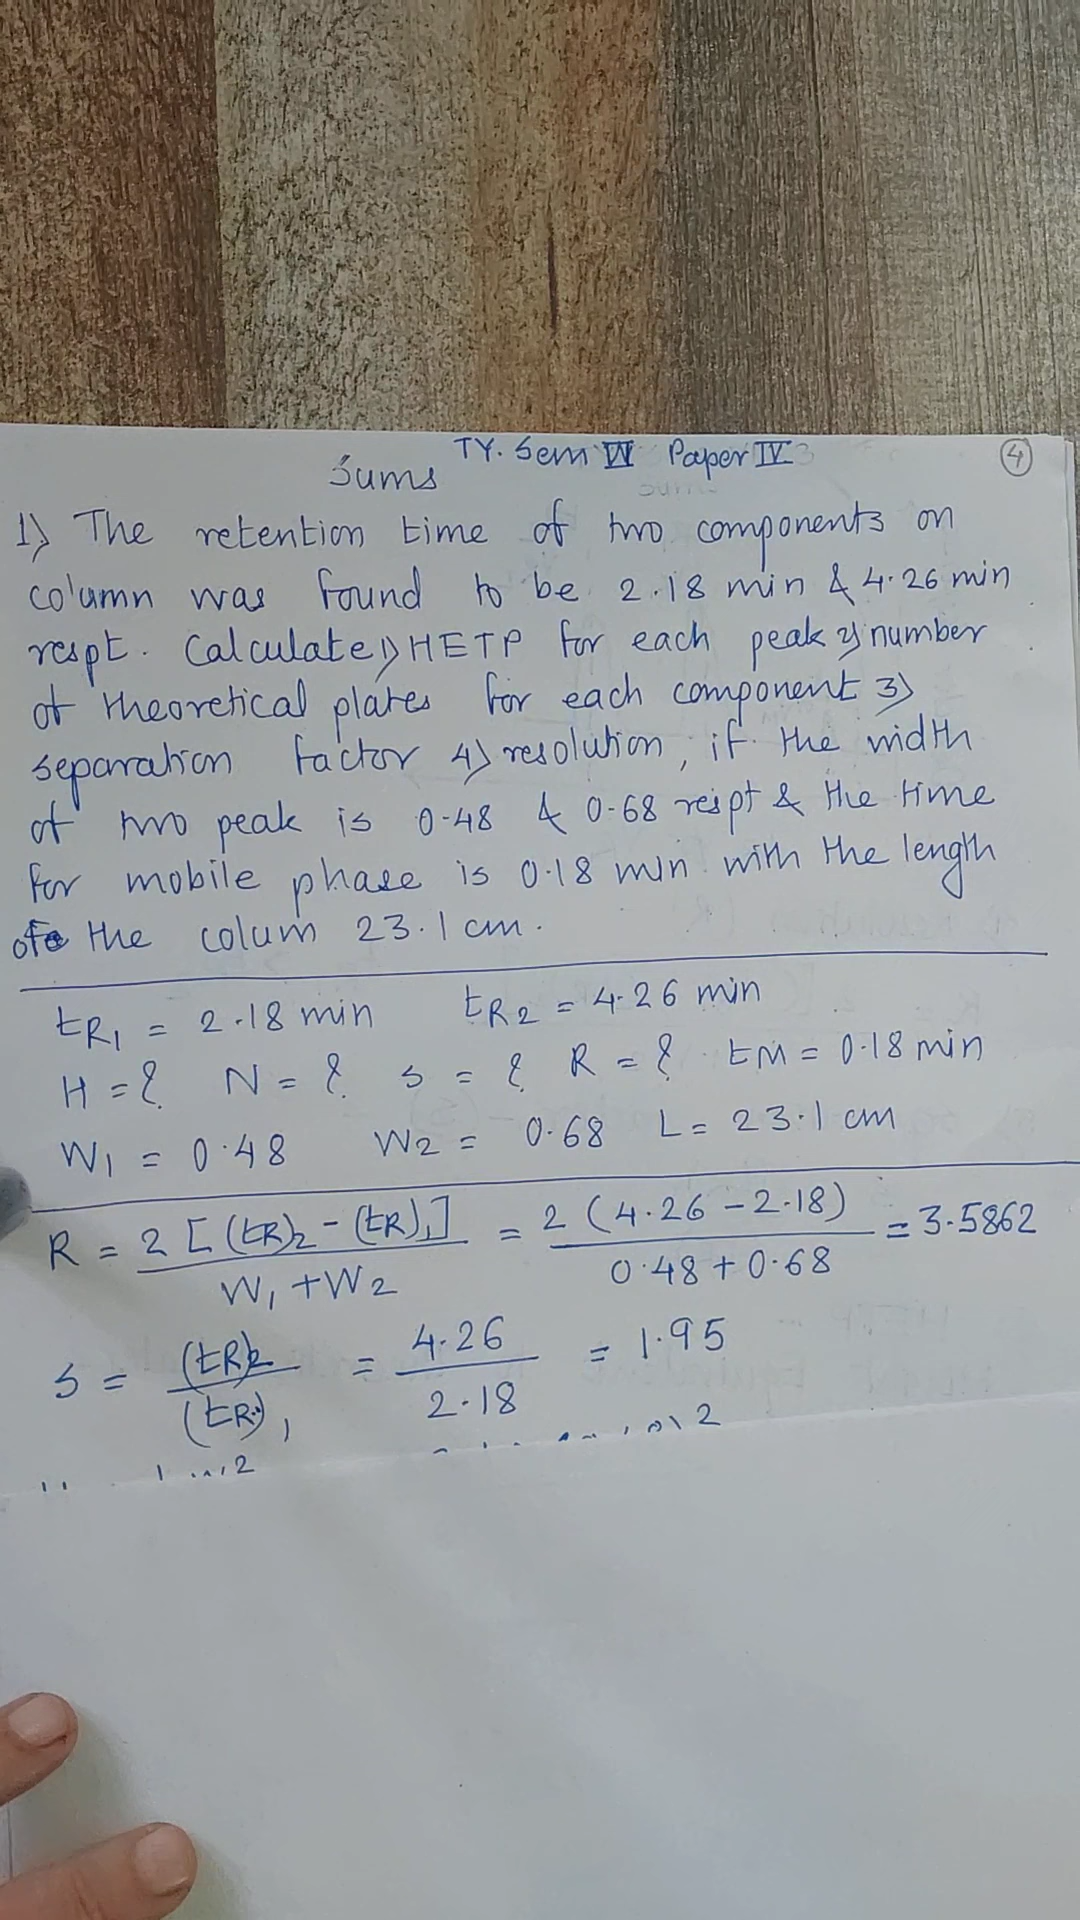 TY. Sem VI Paper IV
4
Sums
1) The retention time of two components on
column was found to be 2.18 min & 4.26 min
respt. Calculate 1) HETP for each peak 2) number
of theoretical plates for each component 3)
separation factor 4) resolution, if the width
of two peak is 0.48 & 0.68 respt & the time
for mobile phase is 0.18 min with the length
of the colum 23.1 cm.
tR1 = 2.18 min tR2 = 4.26 min
H = ? N = ? S = ? R = ? tM = 0.18 min
W1 = 0.48 W2 = 0.68 L = 23.1 cm
R = 2 [(tR)2 - (tR)1] / W1 + W2 = 2 (4.26 - 2.18) / 0.48 + 0.68 = 3.5862
S = (tR)2 / (tR)1 = 4.26 / 2.18 = 1.95